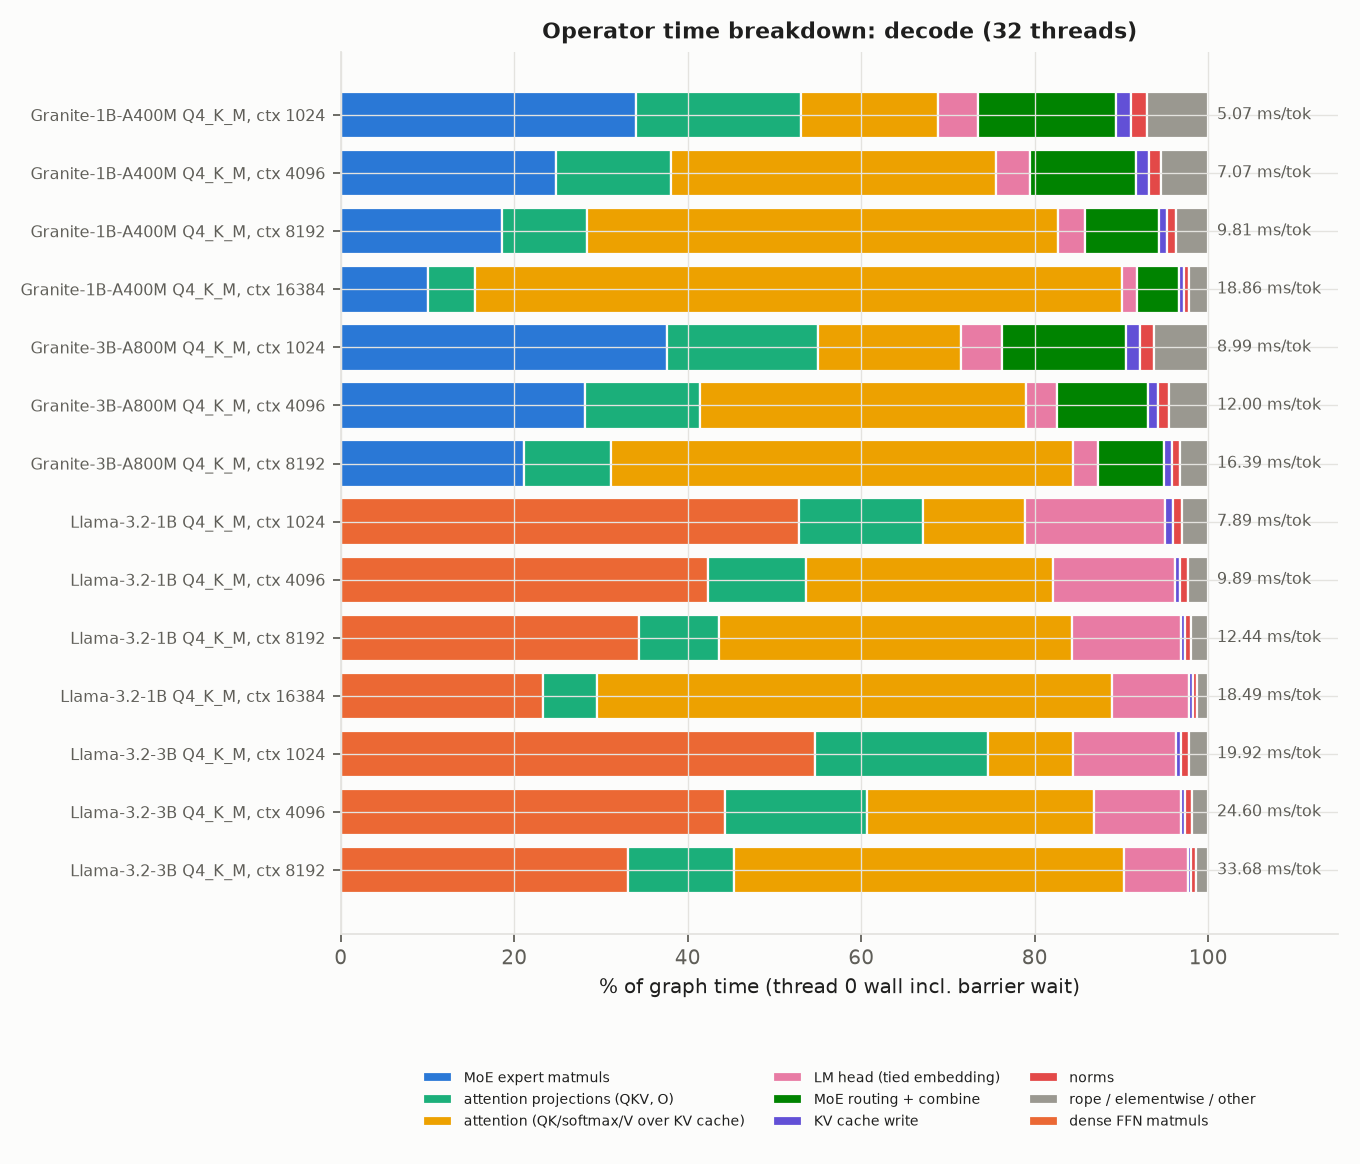 Operator time breakdown: decode (32 threads)
Granite-1B-A400M Q4_K_M, ctx 1024 5.07 ms/tok
Granite-1B-A400M Q4_K_M, ctx 4096 7.07 ms/tok
Granite-1B-A400M Q4_K_M, ctx 8192 9.81 ms/tok
Granite-1B-A400M Q4_K_M, ctx 16384 18.86 ms/tok
Granite-3B-A800M Q4_K_M, ctx 1024 8.99 ms/tok
Granite-3B-A800M Q4_K_M, ctx 4096 12.00 ms/tok
Granite-3B-A800M Q4_K_M, ctx 8192 16.39 ms/tok
Llama-3.2-1B Q4_K_M, ctx 1024 7.89 ms/tok
Llama-3.2-1B Q4_K_M, ctx 4096 9.89 ms/tok
Llama-3.2-1B Q4_K_M, ctx 8192 12.44 ms/tok
Llama-3.2-1B Q4_K_M, ctx 16384 18.49 ms/tok
Llama-3.2-3B Q4_K_M, ctx 1024 19.92 ms/tok
Llama-3.2-3B Q4_K_M, ctx 4096 24.60 ms/tok
Llama-3.2-3B Q4_K_M, ctx 8192 33.68 ms/tok
0 20 40 60 80 100
% of graph time (thread 0 wall incl. barrier wait)
MoE expert matmuls
attention projections (QKV, O)
attention (QK/softmax/V over KV cache)
LM head (tied embedding)
MoE routing + combine
KV cache write
norms
rope / elementwise / other
dense FFN matmuls